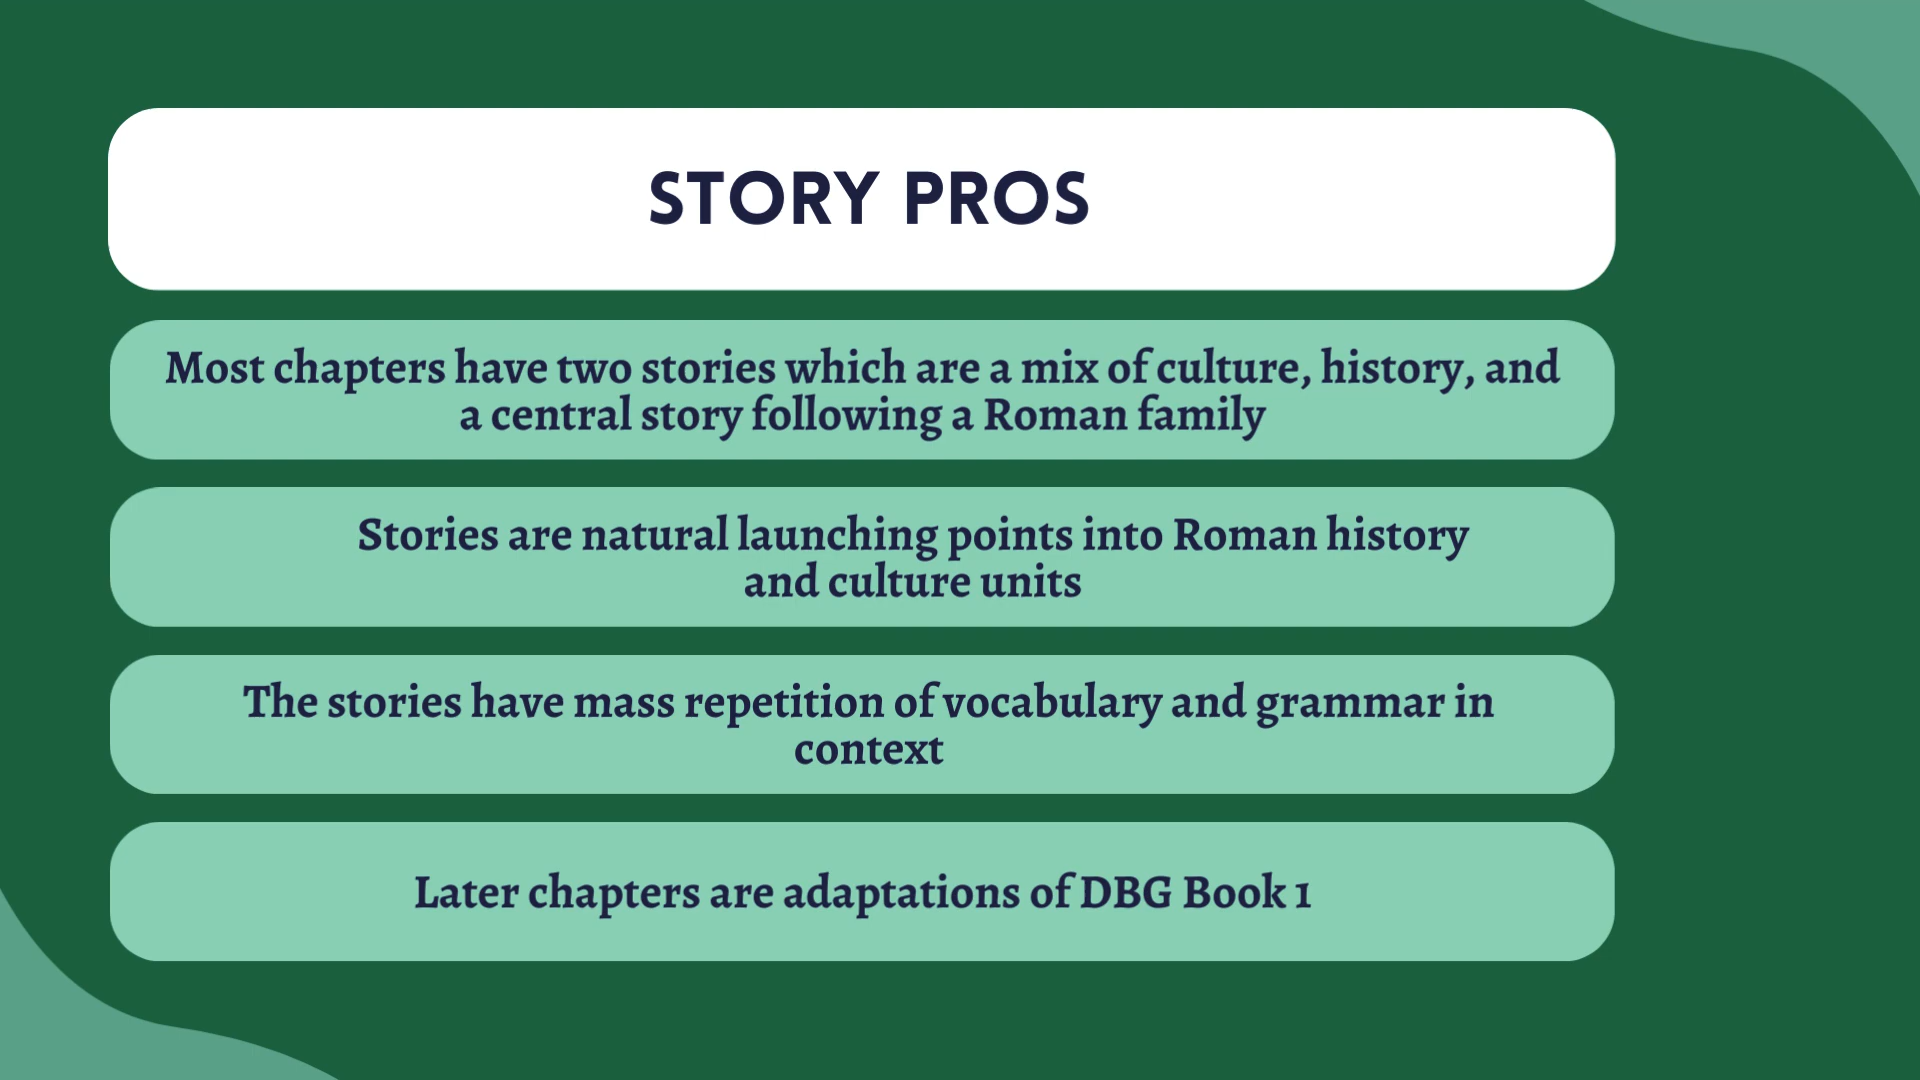 STORY PROS
Most chapters have two stories which are a mix of culture, history, and
a central story following a Roman family
Stories are natural launching points into Roman history
and culture units
The stories have mass repetition of vocabulary and grammar in
context
Later chapters are adaptations of DBG Book 1